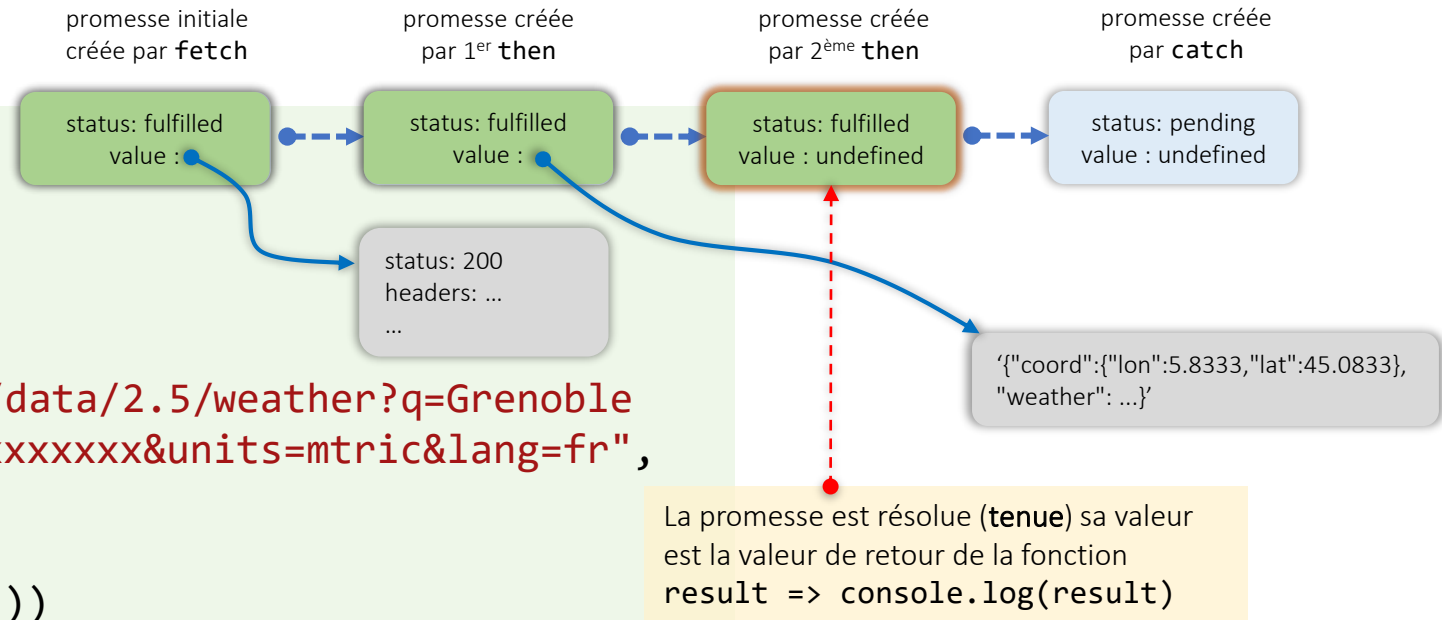 promesse initiale
créée par fetch
promesse créée
par 1er then
promesse créée
par 2ème then
promesse créée
par catch
status: fulfilled
value :
status: fulfilled
value :
status: fulfilled
value : undefined
status: pending
value : undefined
status: 200
headers: ...
...
‘{"coord":{"lon":5.8333,"lat":45.0833},
"weather": ...}’
/data/2.5/weather?q=Grenoble
xxxxxxx&units=mtric&lang=fr",
La promesse est résolue (tenue) sa valeur
est la valeur de retour de la fonction
result => console.log(result)
))